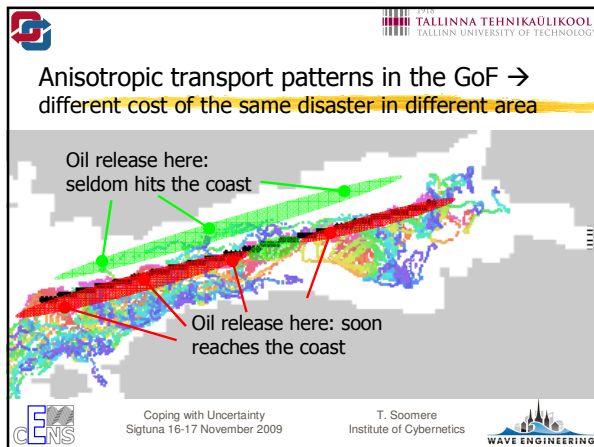 1918
TALLINNA TEHNIKAÜLIKOOL
TALLINN UNIVERSITY OF TECHNOLOGY
Anisotropic transport patterns in the GoF →
different cost of the same disaster in different area
Oil release here:
seldom hits the coast
Oil release here: soon
reaches the coast
CENS
Coping with Uncertainty
Sigtuna 16-17 November 2009
T. Soomere
Institute of Cybernetics
WAVE ENGINEERING